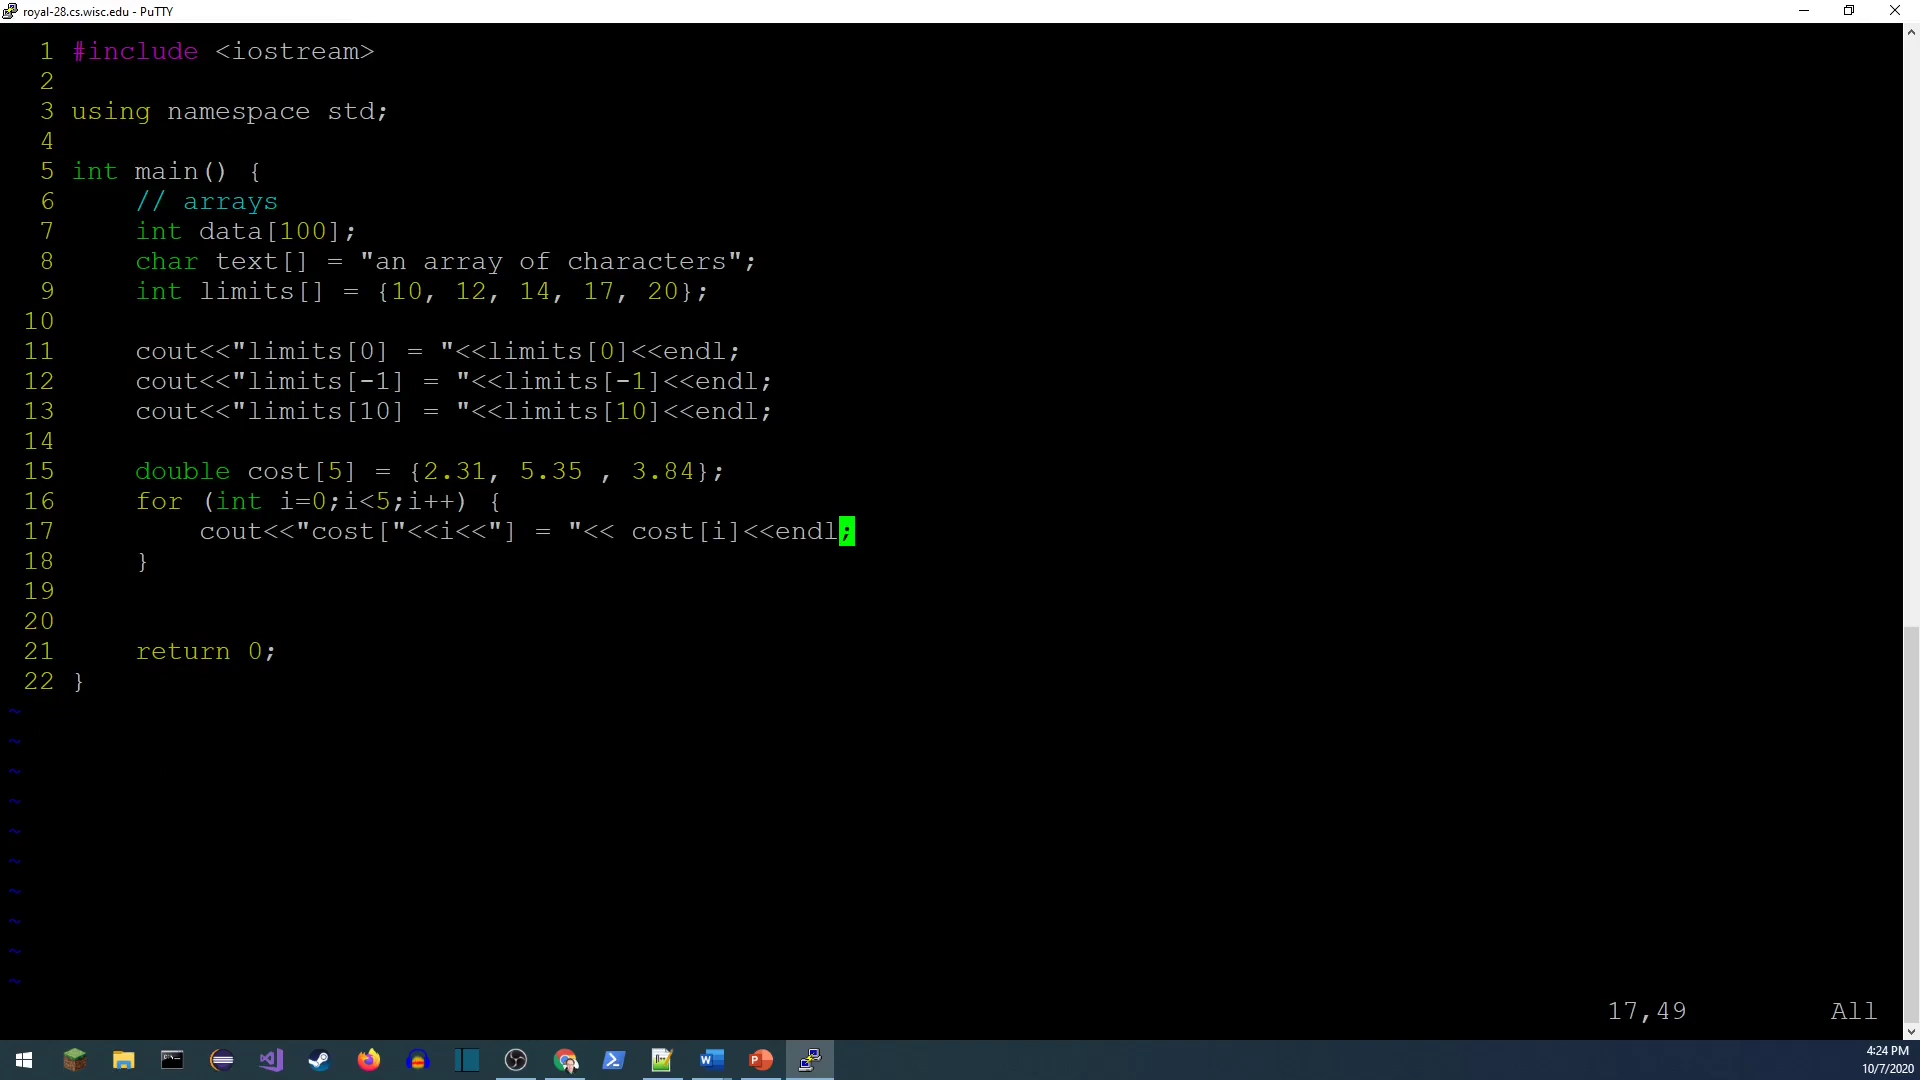 royal-28.cs.wisc.edu - PuTTY
1 #include <iostream>
2
3 using namespace std;
4
5 int main() {
6     // arrays
7     int data[100];
8     char text[] = "an array of characters";
9     int limits[] = {10, 12, 14, 17, 20};
10
11     cout<<"limits[0] = "<<limits[0]<<endl;
12     cout<<"limits[-1] = "<<limits[-1]<<endl;
13     cout<<"limits[10] = "<<limits[10]<<endl;
14
15     double cost[5] = {2.31, 5.35 , 3.84};
16     for (int i=0;i<5;i++) {
17         cout<<"cost["<<i<<"] = "<< cost[i]<<endl;
18     }
19
20
21     return 0;
22 }
~
~
~
~
~
~
~
~
~
~
17,49 All
4:24 PM
10/7/2020